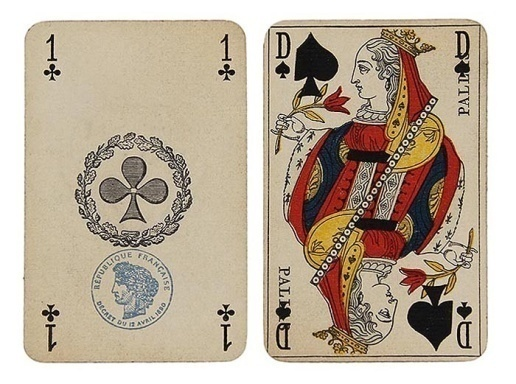 1 1
RÉPUBLIQUE FRANÇAISE
DÉCRET DU 12 AVRIL 1890
1 1
D D
PALLAS
PALLAS
D D